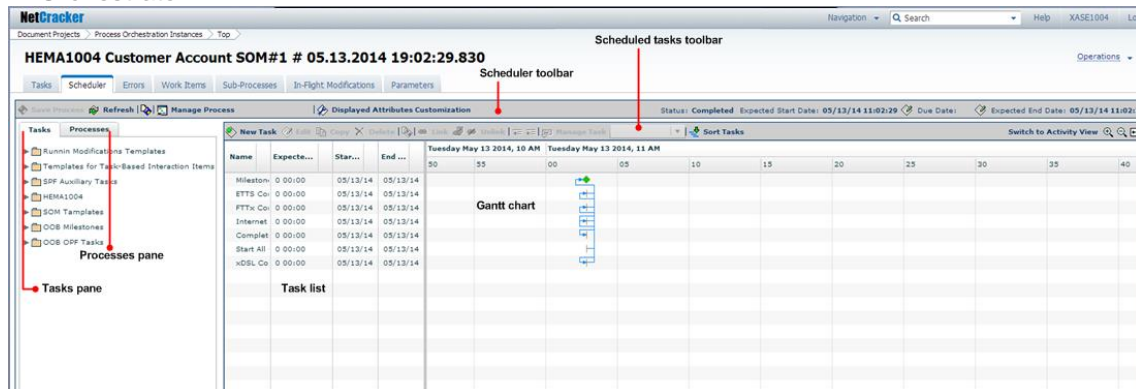 NetCracker
Navigation Search Help XASE1004
Document Projects Process Orchestration Instances Top
Scheduled tasks toolbar
HEMA1004 Customer Account SOM#1 # 05.13.2014 19:02:29.830
Operations
Scheduler toolbar
Tasks Scheduler Errors Work Items Sub-Processes In-Flight Modifications Parameters
Save Process Refresh Manage Process Displayed Attributes Customization Status: Completed Expected Start Date: 05/13/14 11:02:29 Due Date: Expected End Date: 05/13/14 11:02:
Tasks Processes
New Task Edit Copy Delete Link Unlink Manage Task Sort Tasks Switch to Activity View
Name Expecte... Star... End ... Tuesday May 13 2014, 10 AM Tuesday May 13 2014, 11 AM
50 55 00 05 10 15 20 25 30 35 40
Runnin Modifications Templates
Templates for Task-Based Interaction Items
SPF Auxiliary Tasks
HEMA1004
SOM Tamplates
OOB Milestones
OOB OPF Tasks
Mileston 0 00:00 05/13/14 05/13/14
ETTS Co 0 00:00 05/13/14 05/13/14
FTTx Co 0 00:00 05/13/14 05/13/14
Internet 0 00:00 05/13/14 05/13/14
Complet 0 00:00 05/13/14 05/13/14
Start All 0 00:00 05/13/14 05/13/14
xDSL Co 0 00:00 05/13/14 05/13/14
Gantt chart
Processes pane
Tasks pane
Task list